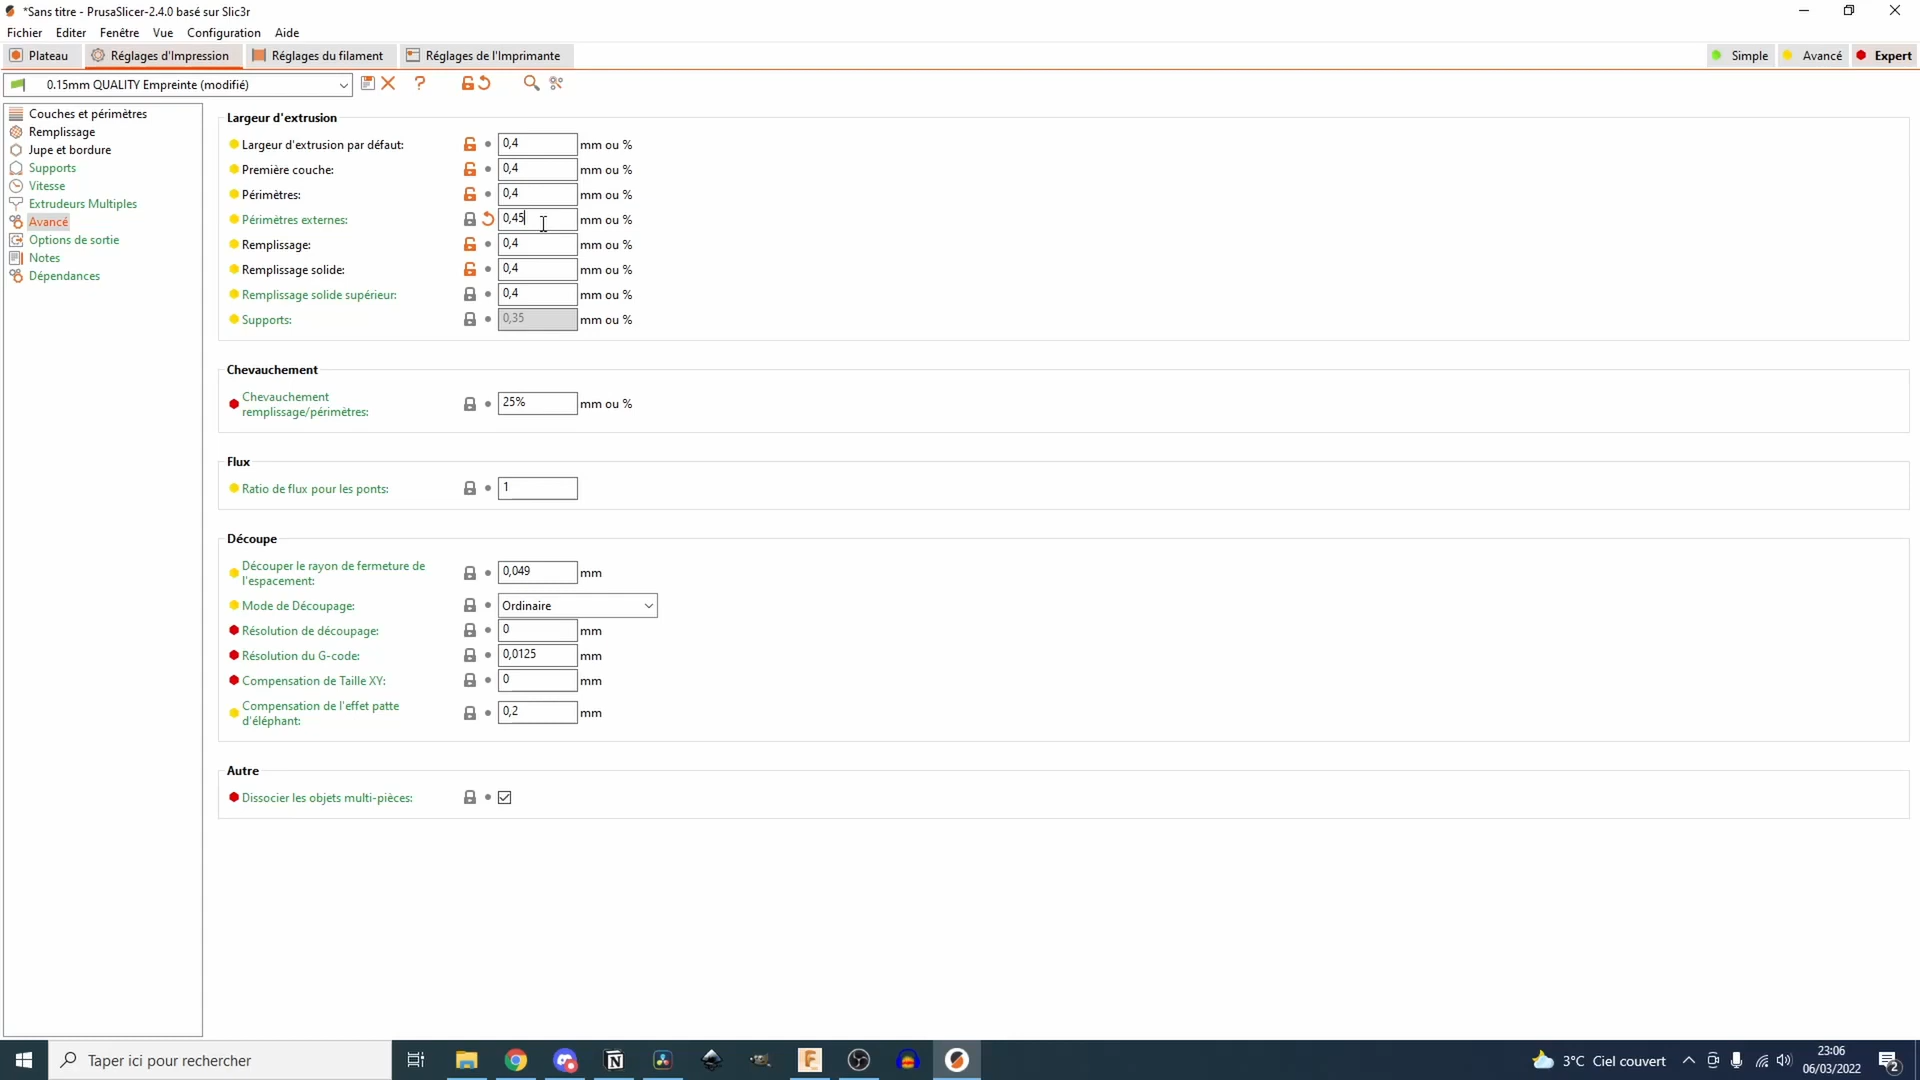 *Sans titre - PrusaSlicer-2.4.0 basé sur Slic3r
Fichier Editer Fenêtre Vue Configuration Aide
Plateau Réglages d'Impression Réglages du filament Réglages de l'Imprimante Simple Avancé Expert
0.15mm QUALITY Empreinte (modifié)
Couches et périmètres
Remplissage
Jupe et bordure
Supports
Vitesse
Extrudeurs Multiples
Avancé
Options de sortie
Notes
Dépendances
Largeur d'extrusion
Largeur d'extrusion par défaut: 0,4 mm ou %
Première couche: 0,4 mm ou %
Périmètres: 0,4 mm ou %
Périmètres externes: 0,45 mm ou %
Remplissage: 0,4 mm ou %
Remplissage solide: 0,4 mm ou %
Remplissage solide supérieur: 0,4 mm ou %
Supports: 0,35 mm ou %
Chevauchement
Chevauchement
remplissage/périmètres: 25% mm ou %
Flux
Ratio de flux pour les ponts: 1
Découpe
Découper le rayon de fermeture de
l'espacement: 0,049 mm
Mode de Découpage: Ordinaire
Résolution de découpage: 0 mm
Résolution du G-code: 0,0125 mm
Compensation de Taille XY: 0 mm
Compensation de l'effet patte
d'éléphant: 0,2 mm
Autre
Dissocier les objets multi-pièces:
Taper ici pour rechercher
3°C Ciel couvert
23:06
06/03/2022
2